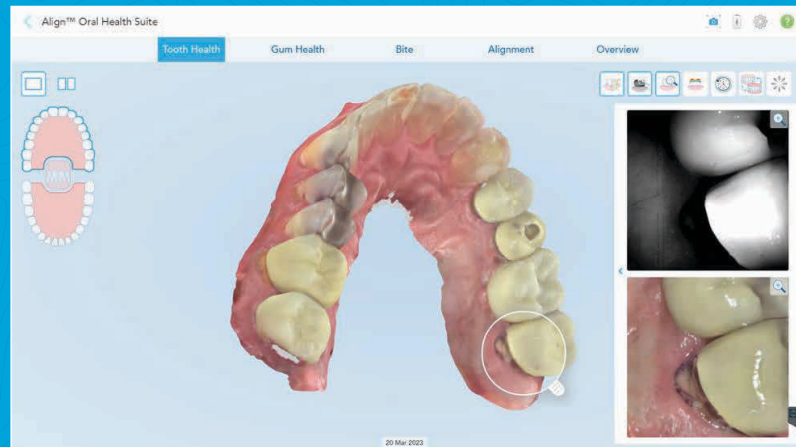 Align™ Oral Health Suite
Tooth Health
Gum Health
Bite
Alignment
Overview
20 Mar 2023